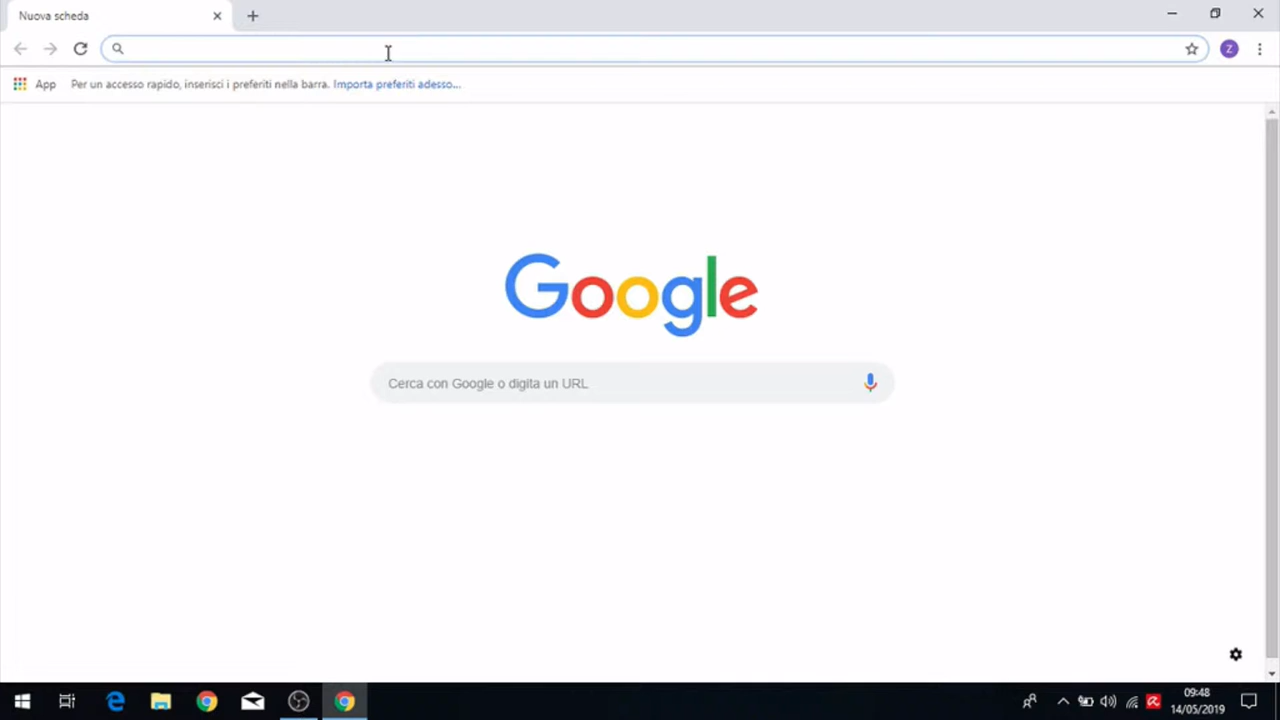 Nuova scheda
App Per un accesso rapido, inserisci i preferiti nella barra. Importa preferiti adesso...
Z
Google
Cerca con Google o digita un URL
09:48
14/05/2019